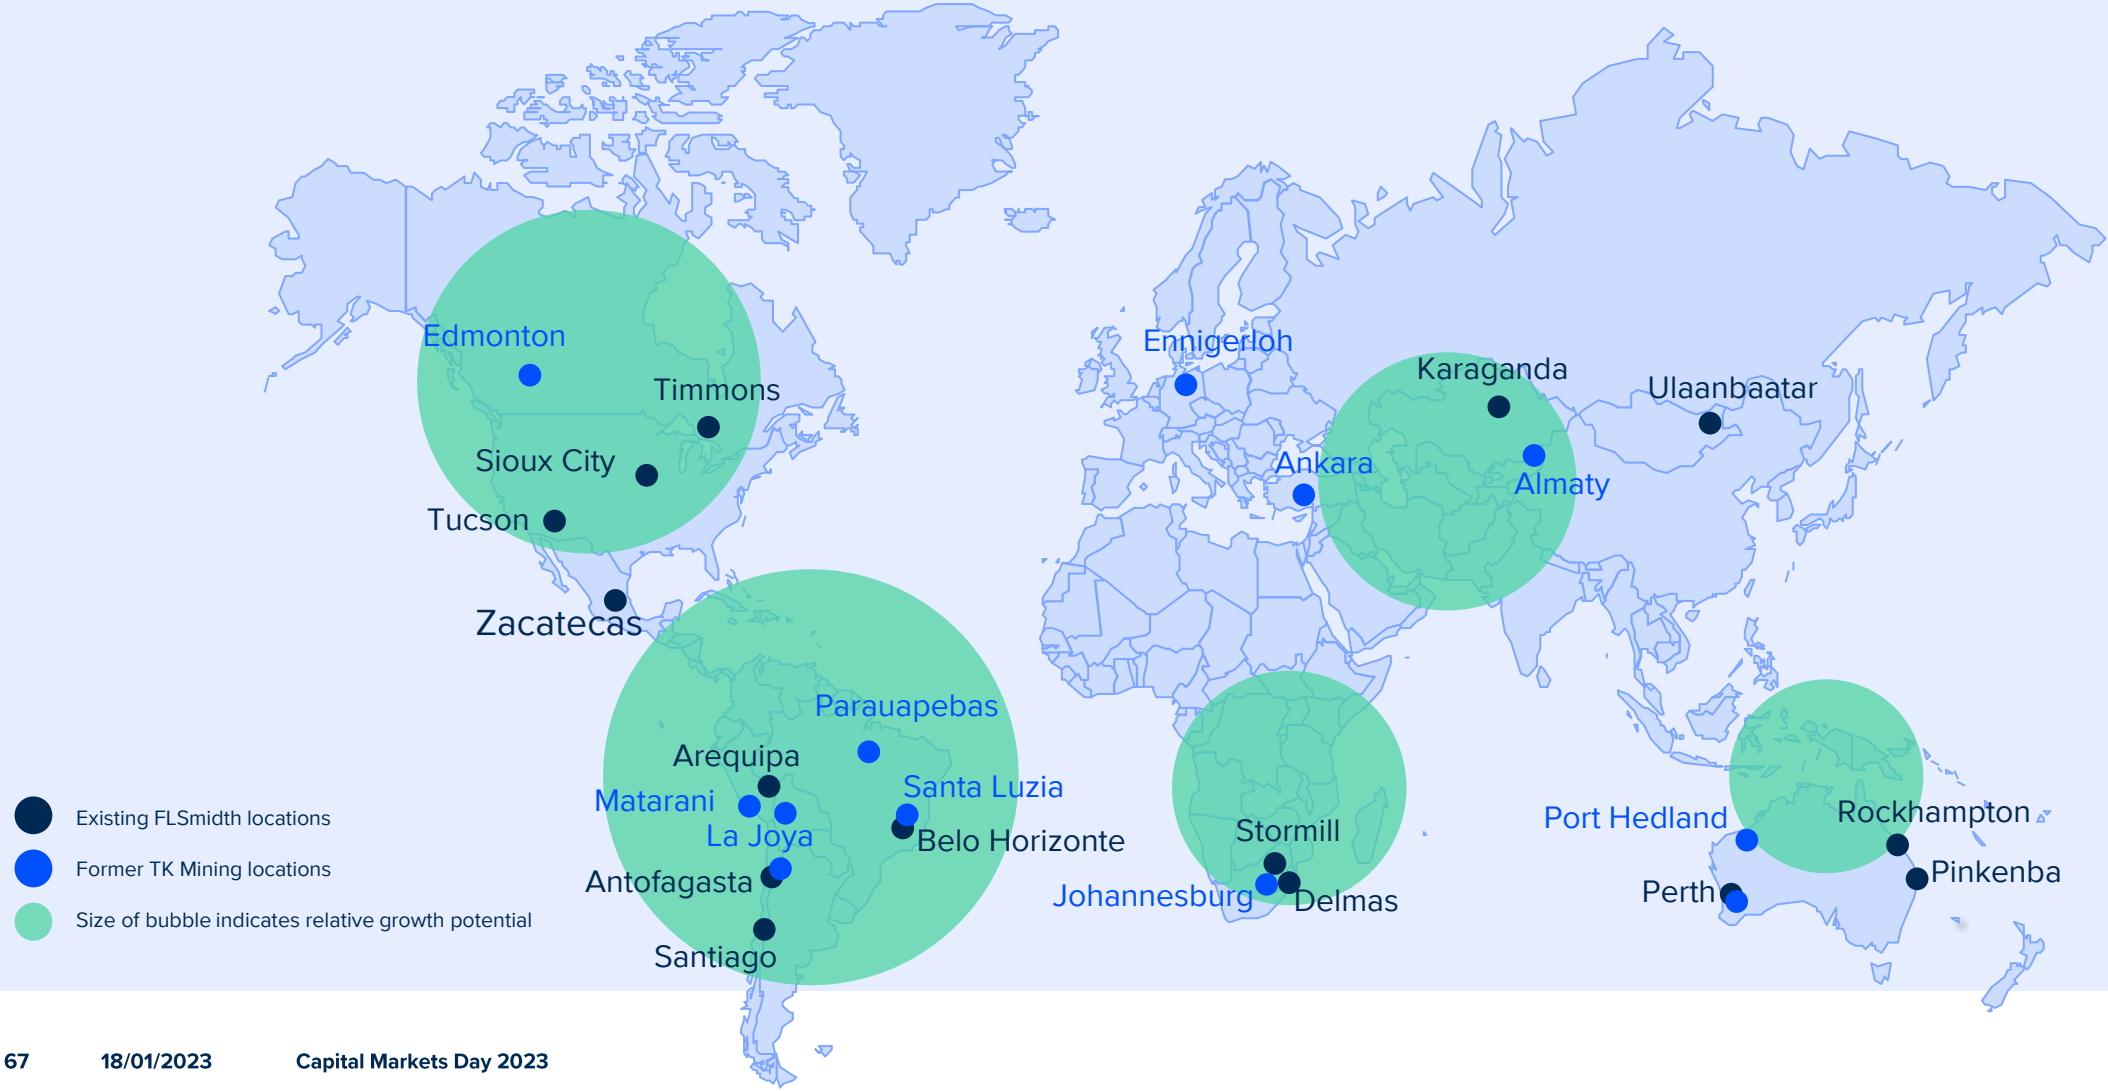 Edmonton
Timmons
Sioux City
Tucson
Zacatecas
Ennigerloh
Ankara
Karaganda
Almaty
Ulaanbaatar
Parauapebas
Arequipa
Matarani
La Joya
Santa Luzia
Belo Horizonte
Antofagasta
Santiago
Stormill
Johannesburg
Delmas
Port Hedland
Rockhampton
Perth
Pinkenba
Existing FLSmidth locations
Former TK Mining locations
Size of bubble indicates relative growth potential
67 18/01/2023 Capital Markets Day 2023